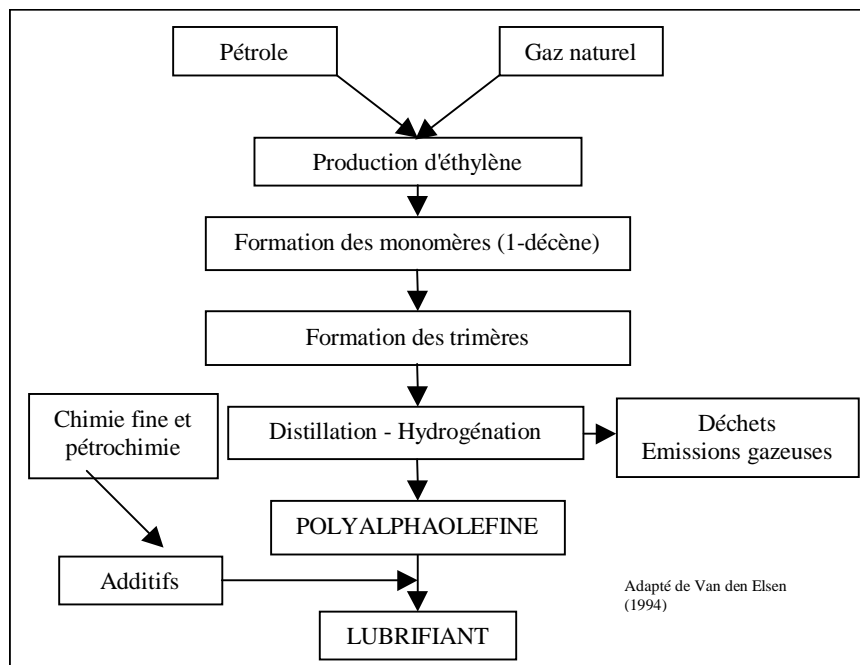 Pétrole
Gaz naturel
Production d'éthylène
Formation des monomères (1-décène)
Formation des trimères
Chimie fine et
pétrochimie
Distillation - Hydrogénation
Déchets
Emissions gazeuses
POLYALPHAOLEFINE
Additifs
Adapté de Van den Elsen
(1994)
LUBRIFIANT